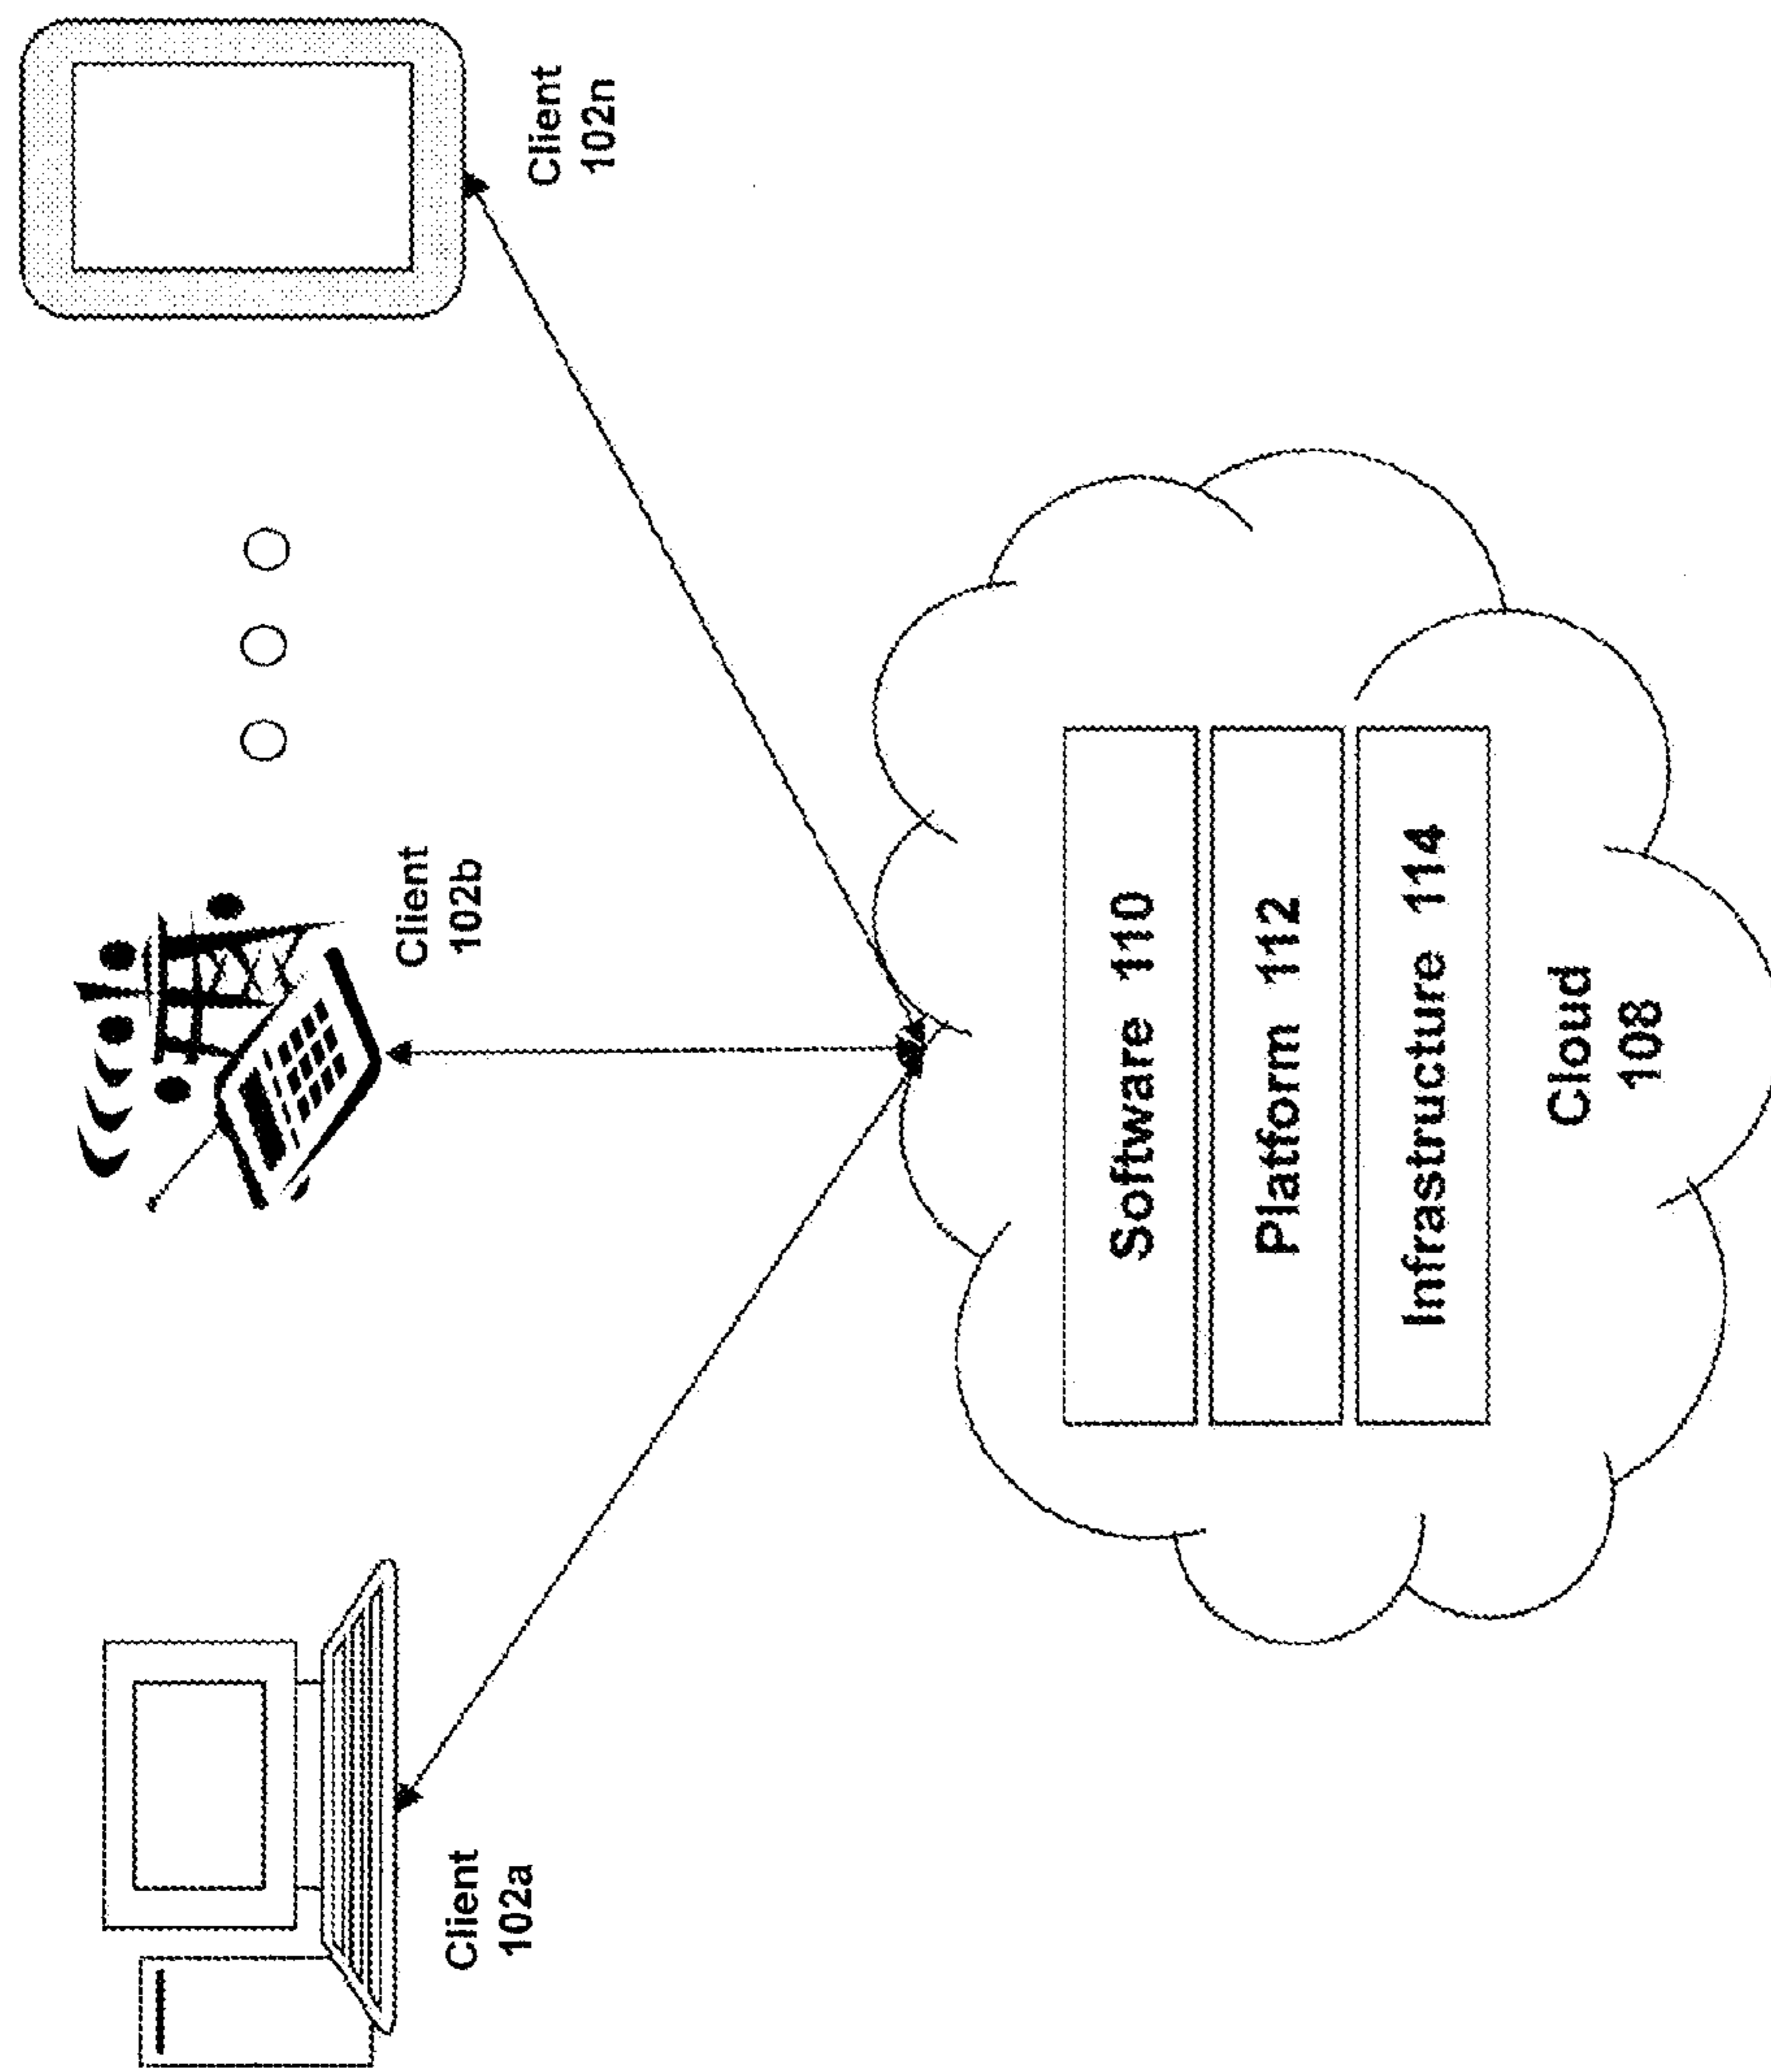 Client
102a
Client
102b
Client
102n
Software 110
Platform 112
Infrastructure 114
Cloud
108